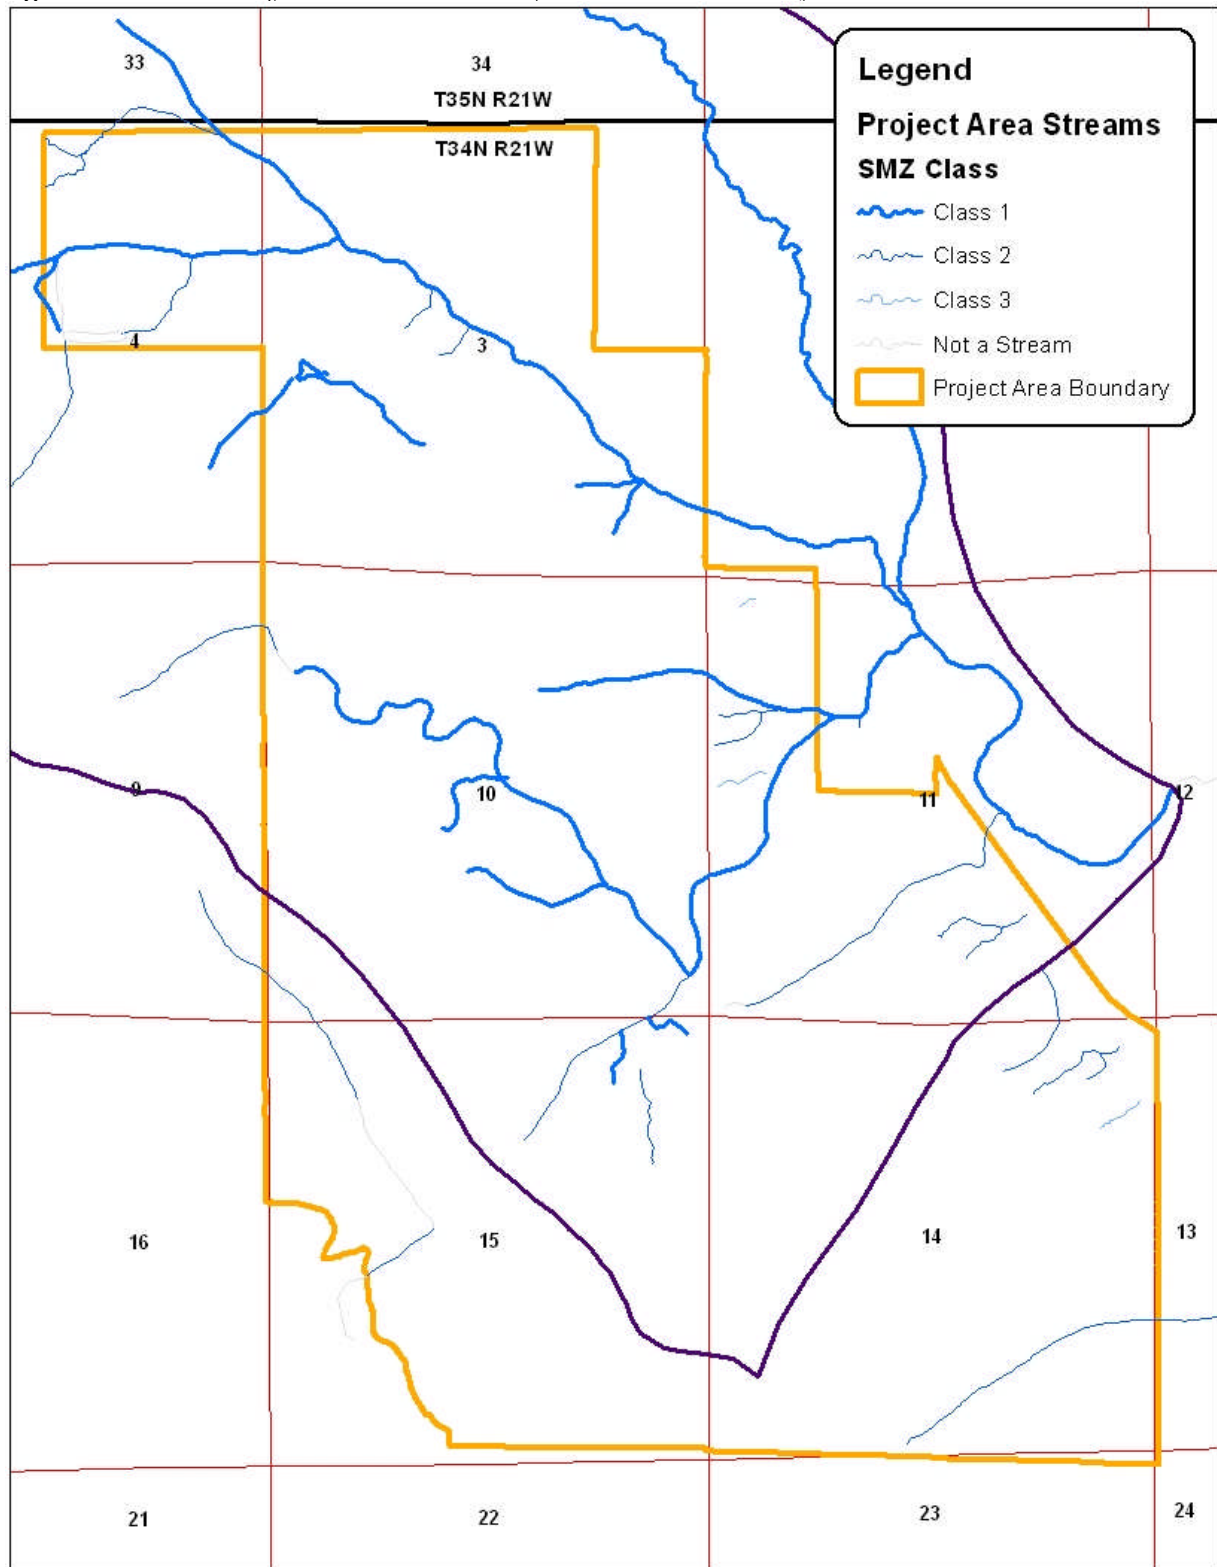 33
34
T35N R21W
T34N R21W
Legend
Project Area Streams
SMZ Class
Class 1
Class 2
Class 3
Not a Stream
Project Area Boundary
4
3
9
10
11
12
16
15
14
13
21
22
23
24